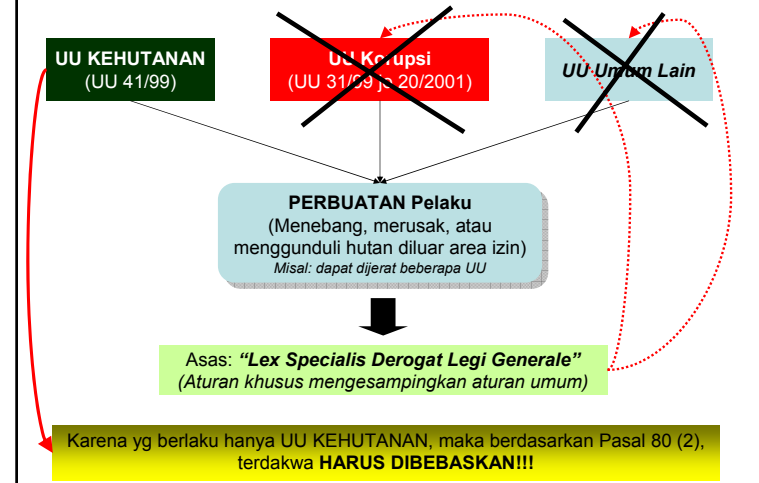 UU KEHUTANAN
(UU 41/99)
UU Korupsi
(UU 31/99 jo 20/2001)
UU Umum Lain
PERBUATAN Pelaku
(Menebang, merusak, atau
menggunduli hutan diluar area izin)
Misal: dapat dijerat beberapa UU
Asas: “Lex Specialis Derogat Legi Generale”
(Aturan khusus mengesampingkan aturan umum)
Karena yg berlaku hanya UU KEHUTANAN, maka berdasarkan Pasal 80 (2),
terdakwa HARUS DIBEBASKAN!!!